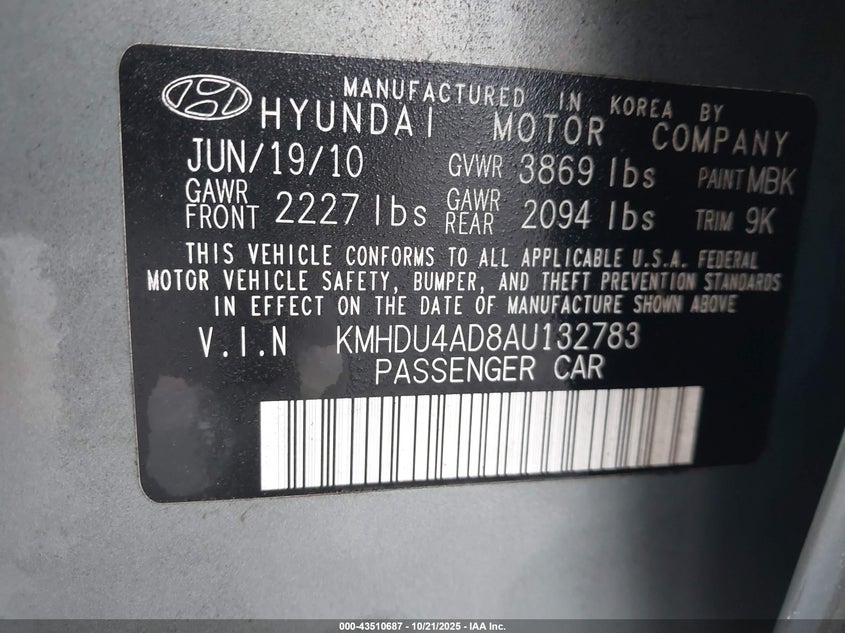 MANUFACTURED IN KOREA BY
HYUNDAI MOTOR COMPANY
JUN/19/10 GVWR 3869 lbs PAINT MBK
GAWR FRONT 2227 lbs GAWR REAR 2094 lbs TRIM 9K
THIS VEHICLE CONFORMS TO ALL APPLICABLE U.S.A. FEDERAL
MOTOR VEHICLE SAFETY, BUMPER, AND THEFT PREVENTION STANDARDS
IN EFFECT ON THE DATE OF MANUFACTURE SHOWN ABOVE
V.I.N KMHDU4AD8AU132783
PASSENGER CAR
000-43510687 - 10/21/2025 - IAA Inc.